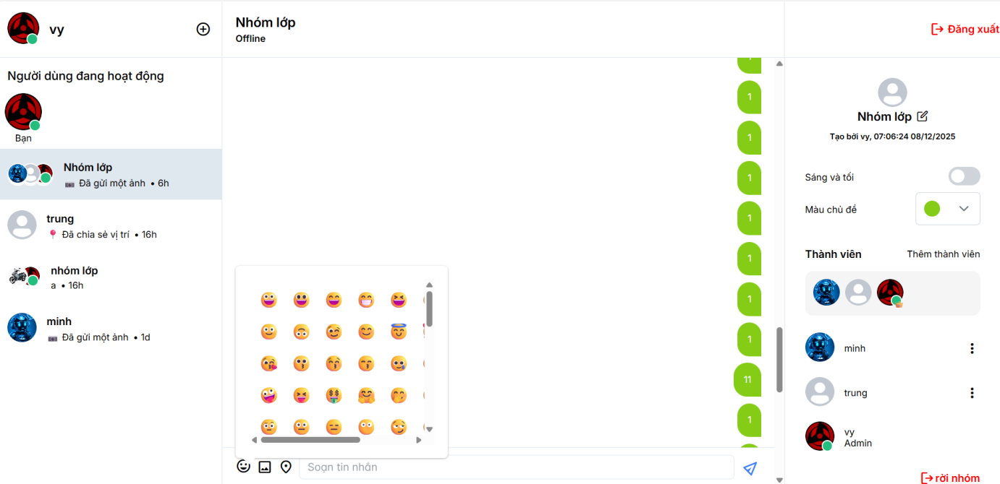 vy
Nhóm lớp
Offline
Đăng xuất
Người dùng đang hoạt động
Bạn
Nhóm lớp
Đã gửi một ảnh • 6h
trung
Đã chia sẻ vị trí • 16h
nhóm lớp
a • 16h
minh
Đã gửi một ảnh • 1d
1
1
1
1
1
1
1
11
1
Soạn tin nhắn
Nhóm lớp
Tạo bởi vy, 07:06:24 08/12/2025
Sáng và tối
Màu chủ đề
Thành viên
Thêm thành viên
minh
trung
vy
Admin
rời nhóm